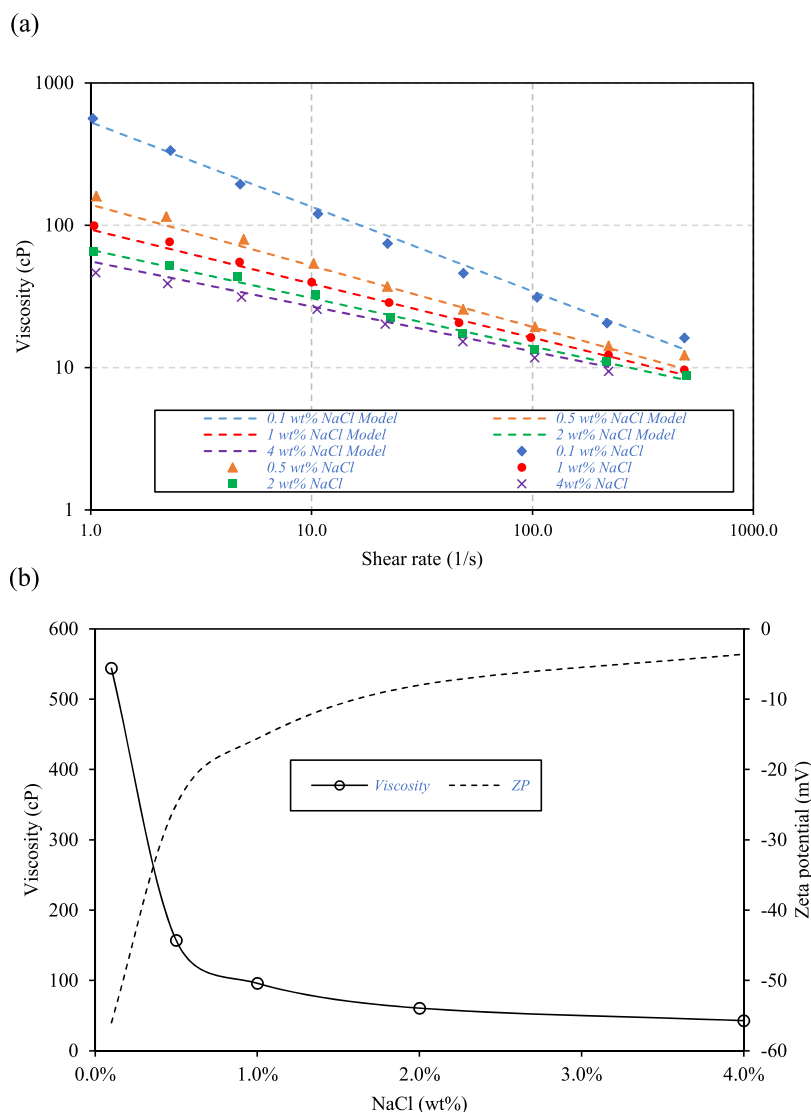 (a)
1000
100
10
1
Viscosity (cP)
0.1 wt% NaCl Model 0.5 wt% NaCl Model
1 wt% NaCl Model 2 wt% NaCl Model
4 wt% NaCl Model 0.1 wt% NaCl
0.5 wt% NaCl 1 wt% NaCl
2 wt% NaCl 4wt% NaCl
1.0 10.0 100.0 1000.0
Shear rate (1/s)
(b)
600
500
400
300
200
100
0
Viscosity (cP)
Viscosity ZP
0
-10
-20
-30
-40
-50
-60
Zeta potential (mV)
0.0% 1.0% 2.0% 3.0% 4.0%
NaCl (wt%)